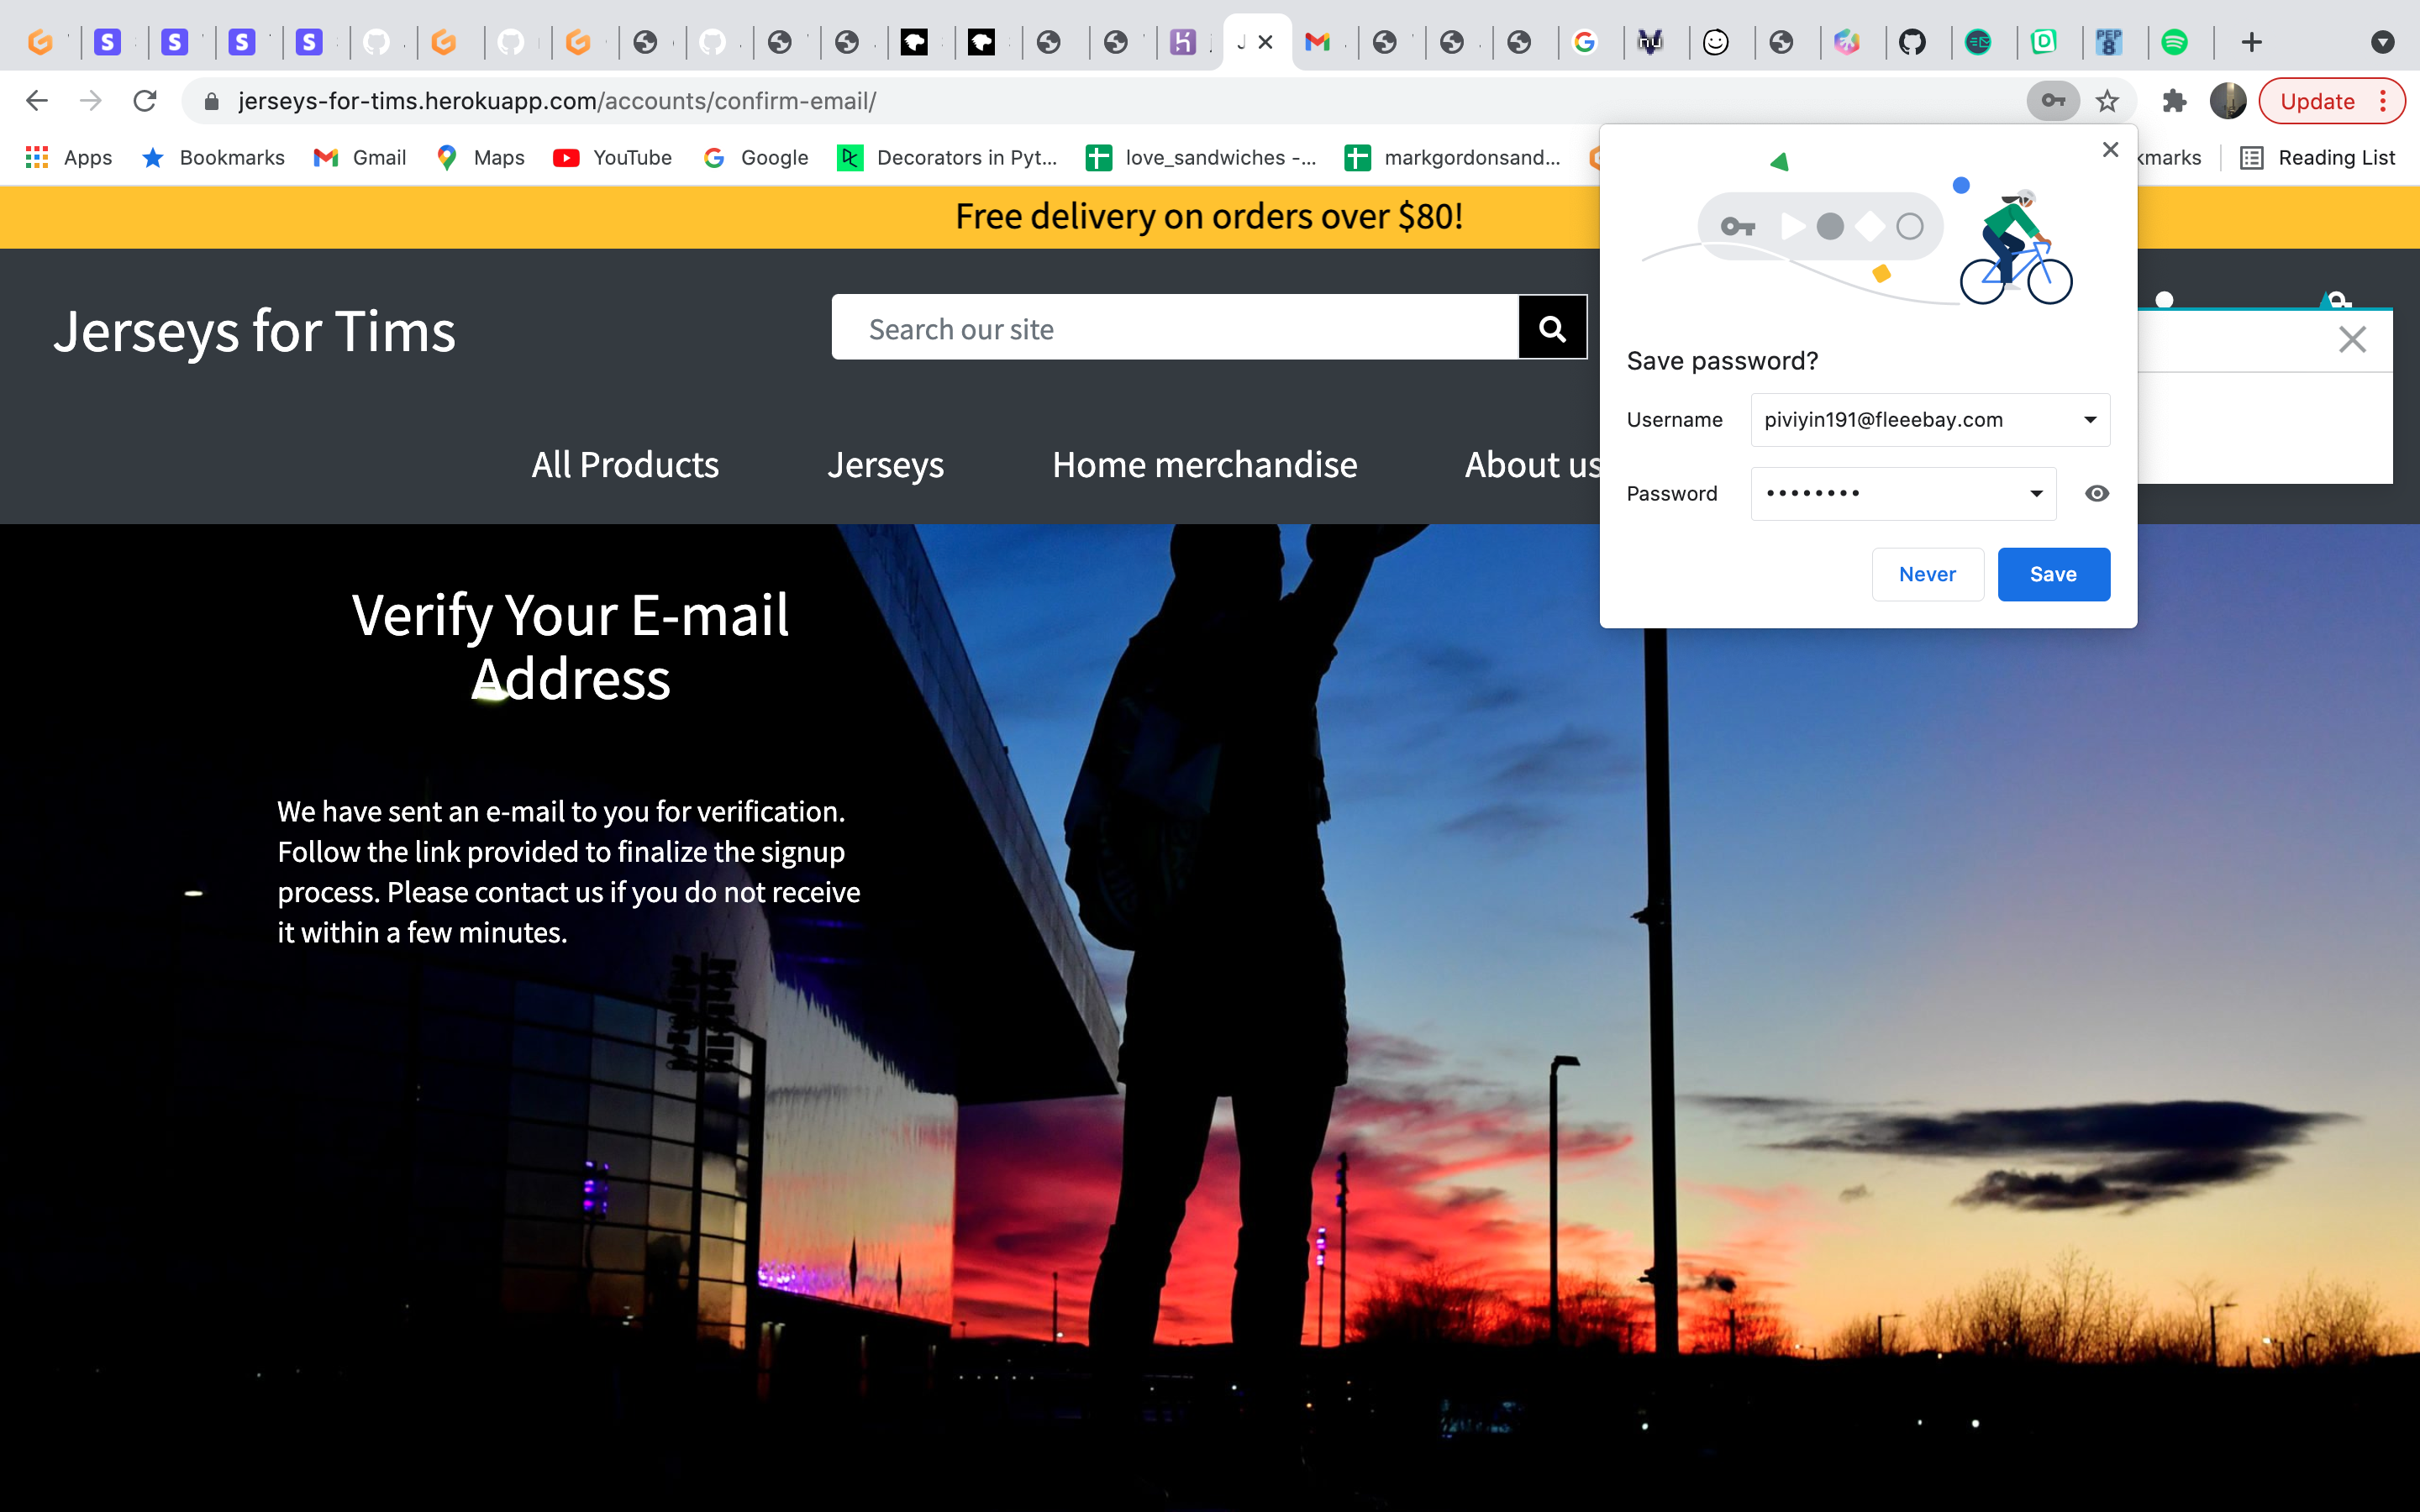 jerseys-for-tims.herokuapp.com/accounts/confirm-email/
Update
Apps
Bookmarks
Gmail
Maps
YouTube
Google
Decorators in Pyt...
love_sandwiches -...
markgordonsand...
kmarks
Reading List
Free delivery on orders over $80!
Jerseys for Tims
Search our site
All Products
Jerseys
Home merchandise
About us
Save password?
Username
piviyin191@fleeebay.com
Password
••••••••
Never
Save
Verify Your E-mail
Address
We have sent an e-mail to you for verification.
Follow the link provided to finalize the signup
process. Please contact us if you do not receive
it within a few minutes.